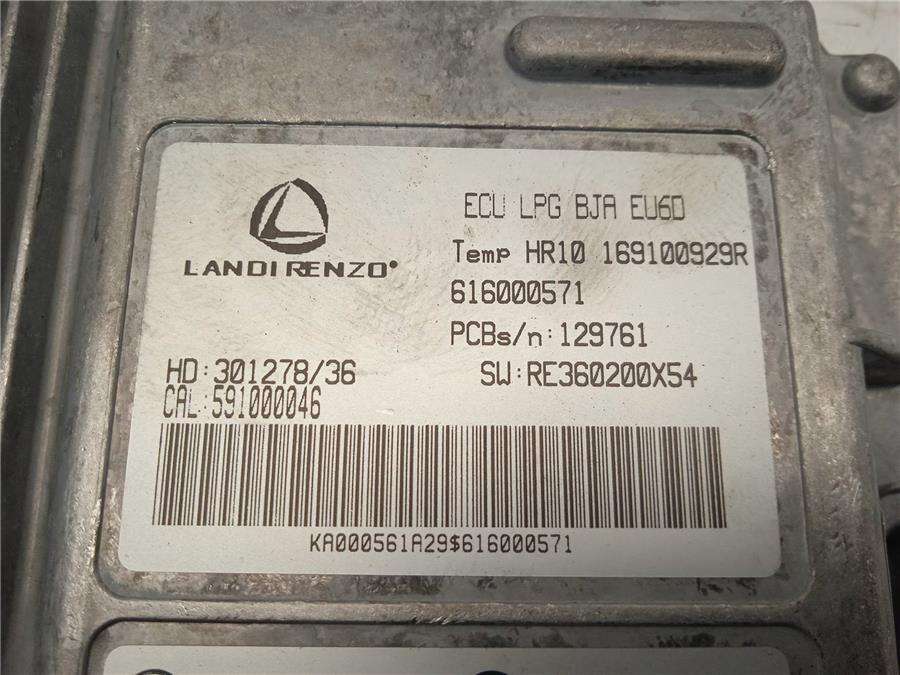 LANDIRENZO®
ECU LPG BJA EU6D
Temp HR10 169100929R
616000571
PCBs/n:129761
HD:301278/36 SW:RE360200X54
CAL:591000046
KA000561A29$616000571